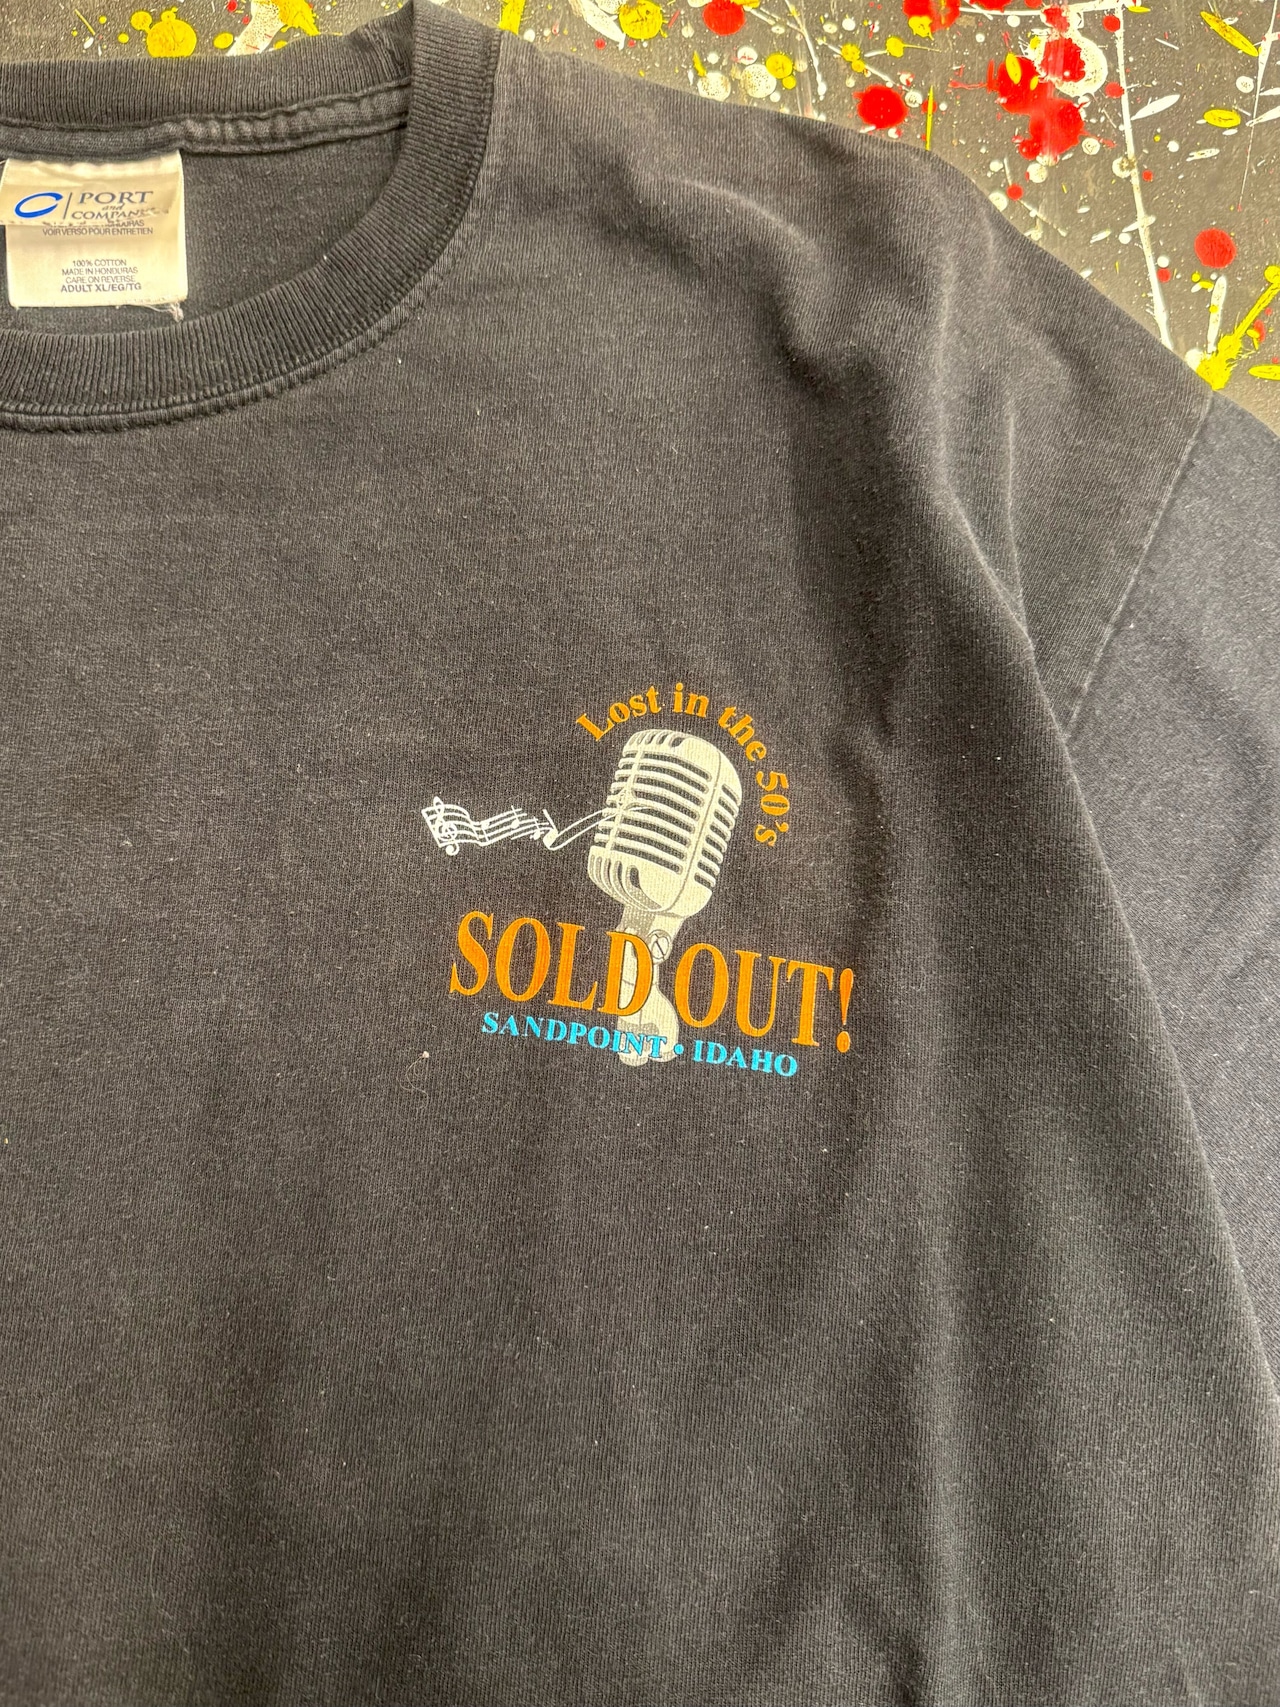 PORT
and
COMPANY
VOIR VERSO POUR ENTRETIEN
100% COTTON
MADE IN HONDURAS
CARE ON REVERSE
ADULT XL/EG/TG
Lost in the 50's
SOLD OUT!
SANDPOINT • IDAHO